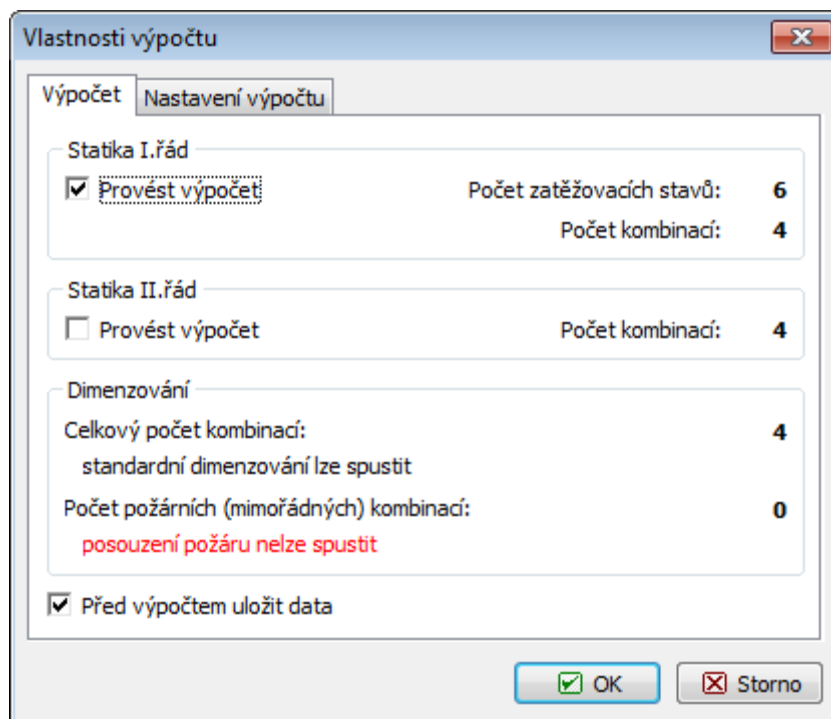 Vlastnosti výpočtu
Výpočet Nastavení výpočtu
Statika I.řád
Provést výpočet Počet zatěžovacích stavů: 6
Počet kombinací: 4
Statika II.řád
Provést výpočet Počet kombinací: 4
Dimenzování
Celkový počet kombinací: 4
standardní dimenzování lze spustit
Počet požárních (mimořádných) kombinací: 0
posouzení požáru nelze spustit
Před výpočtem uložit data
OK Storno